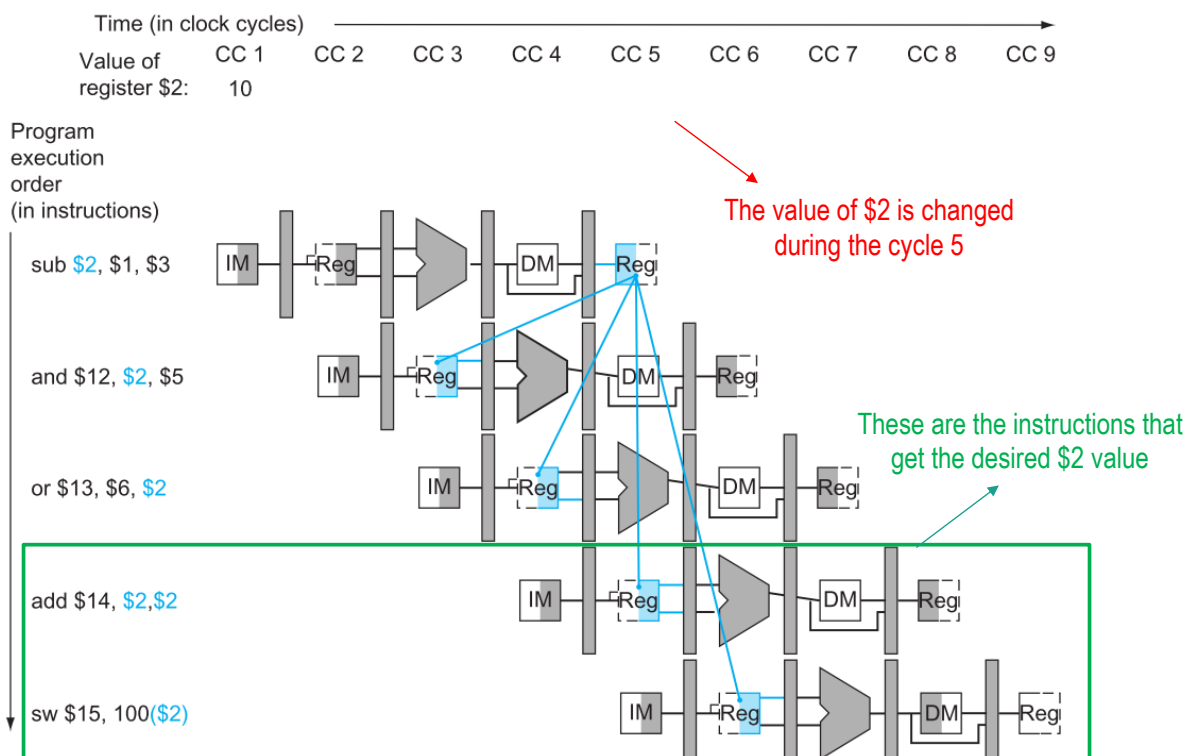 Time (in clock cycles)
Value of register $2:
CC 1 CC 2 CC 3 CC 4 CC 5 CC 6 CC 7 CC 8 CC 9
10
Program
execution
order
(in instructions)
The value of $2 is changed
during the cycle 5
sub $2, $1, $3
IM Reg DM Reg
and $12, $2, $5
IM Reg DM Reg
These are the instructions that
get the desired $2 value
or $13, $6, $2
IM Reg DM Reg
add $14, $2,$2
IM Reg DM Reg
sw $15, 100($2)
IM Reg DM Reg